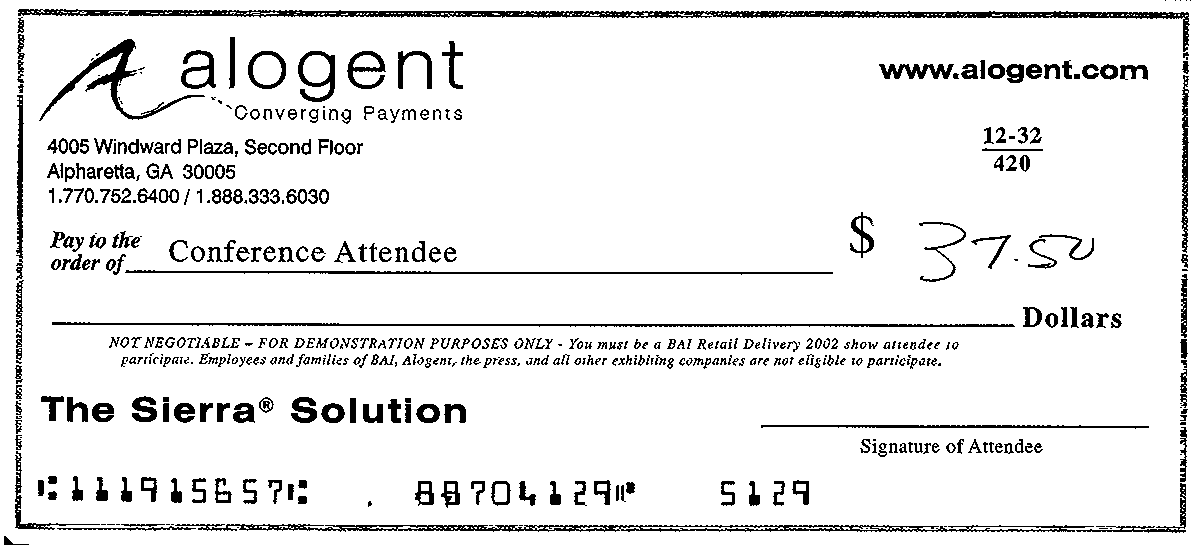 alogent
Converging Payments
www.alogent.com
4005 Windward Plaza, Second Floor
Alpharetta, GA 30005
1.770.752.6400 / 1.888.333.6030
12-32
420
Pay to the
order of Conference Attendee
$ 37.50
Dollars
NOT NEGOTIABLE – FOR DEMONSTRATION PURPOSES ONLY - You must be a BAI Retail Delivery 2002 show attendee to
participate. Employees and families of BAI, Alogent, the press, and all other exhibiting companies are not eligible to participate.
The Sierra® Solution
Signature of Attendee
⑆111915657⑆ . 88704129⑈ 5129